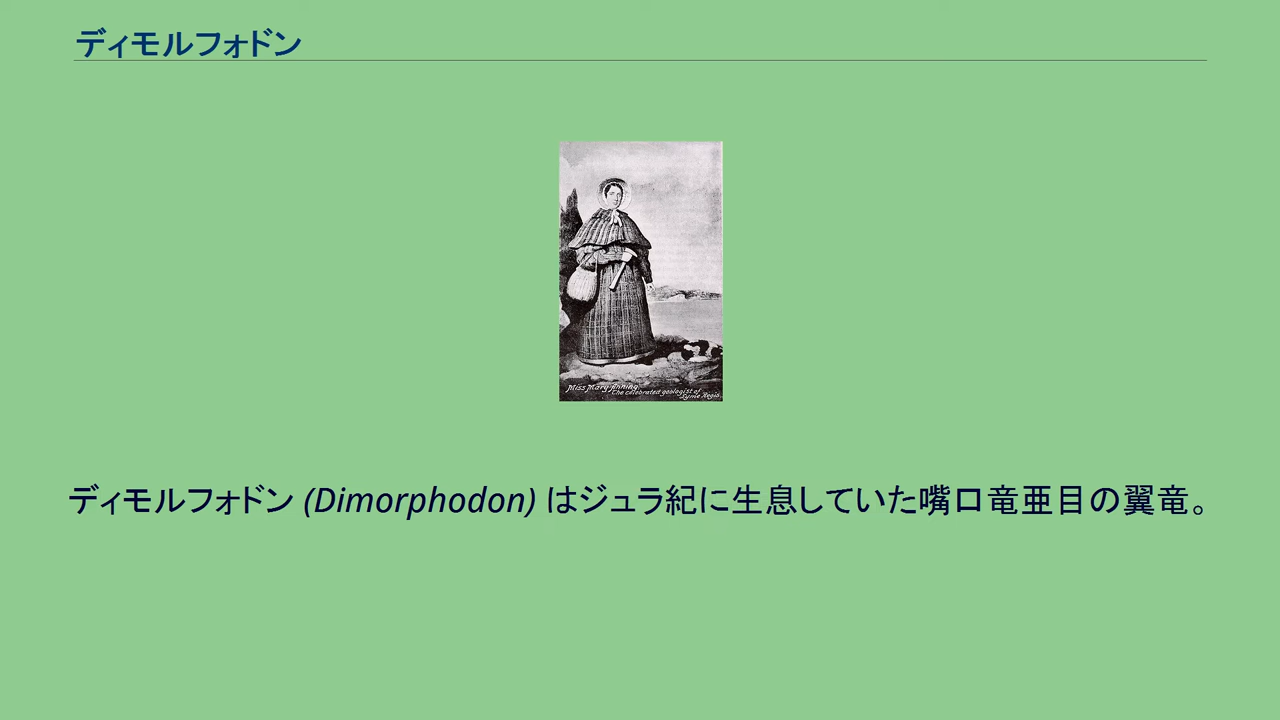 ディモルフォドン
Miss Mary Anning
the celebrated geologist of
Lyme Regis.
ディモルフォドン (Dimorphodon) はジュラ紀に生息していた嘴口竜亜目の翼竜。